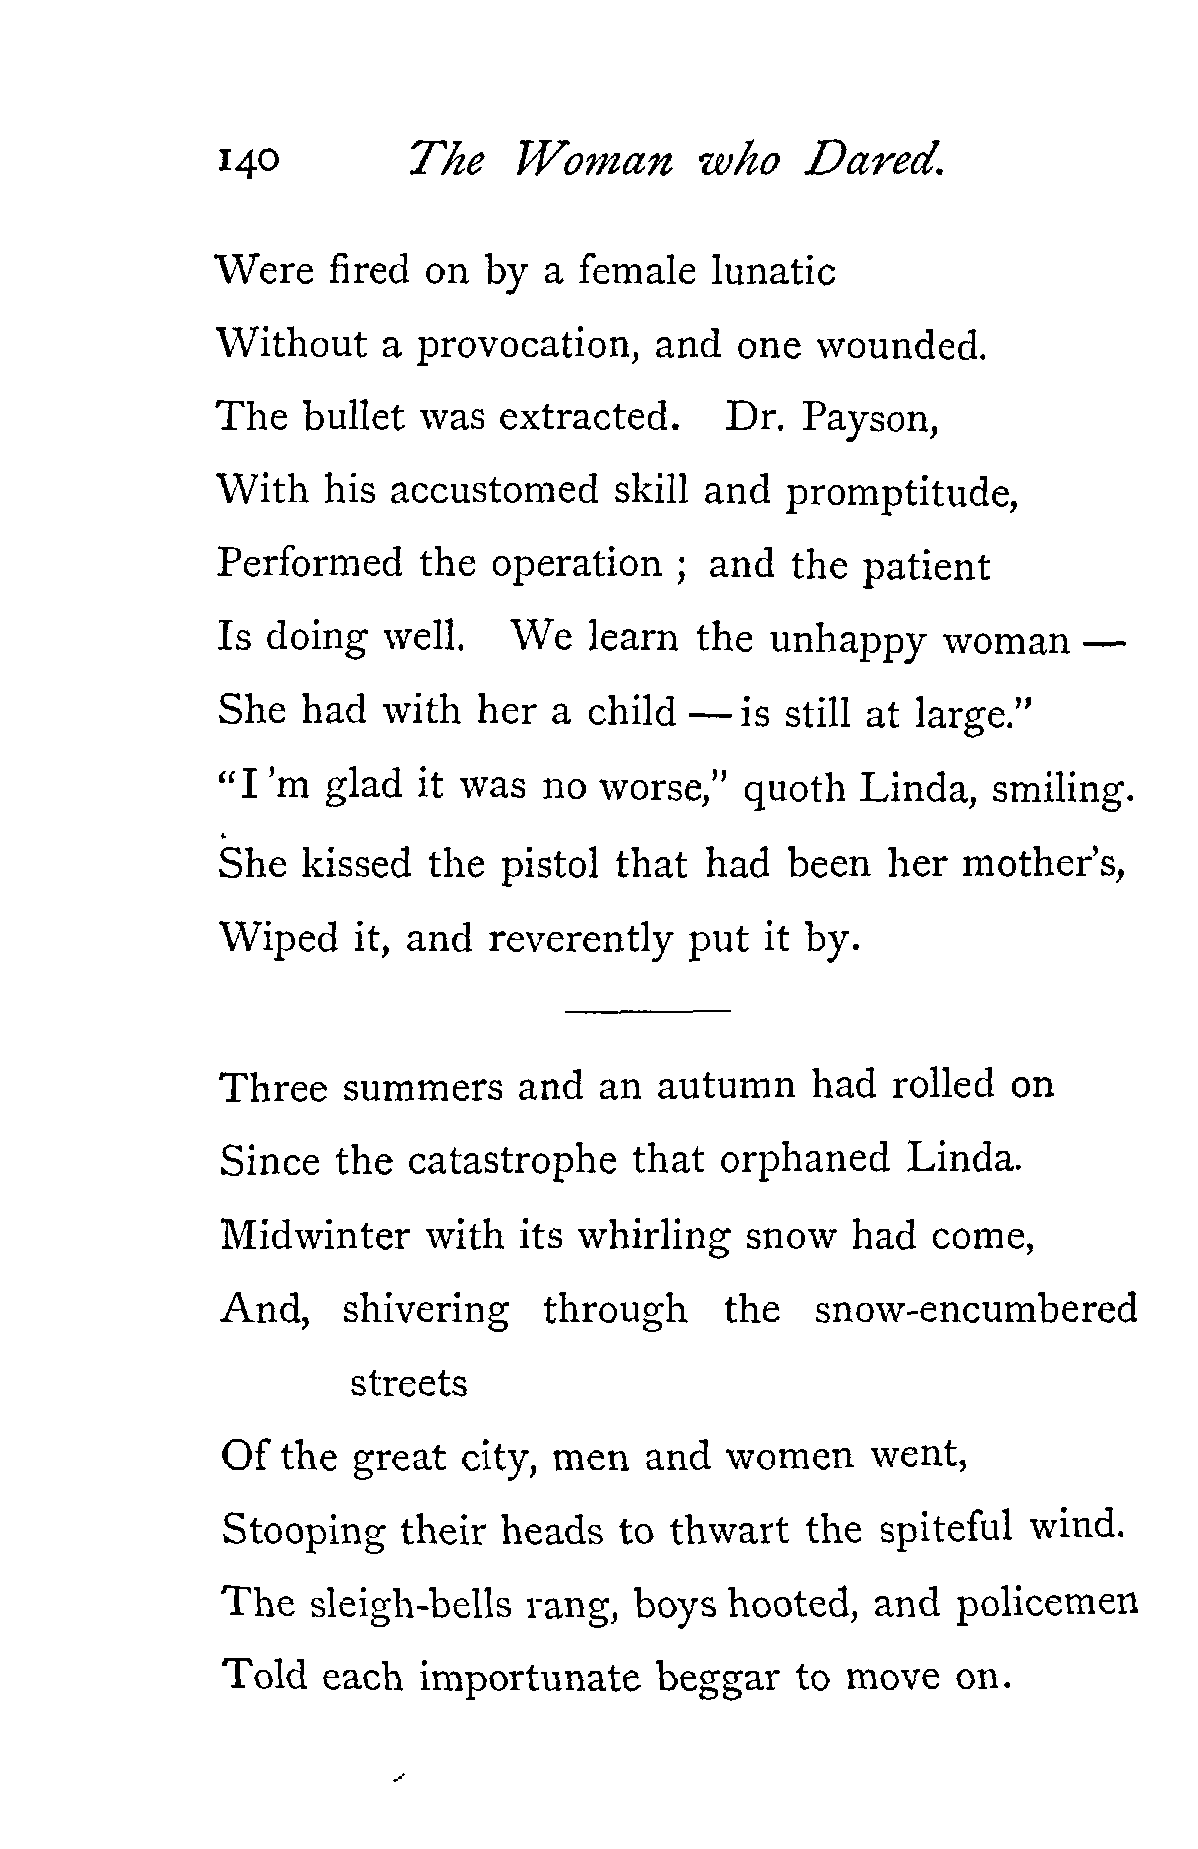 140 The Woman who Dared.
Were fired on by a female lunatic
Without a provocation, and one wounded.
The bullet was extracted. Dr. Payson,
With his accustomed skill and promptitude,
Performed the operation ; and the patient
Is doing well. We learn the unhappy woman —
She had with her a child — is still at large.”
“I ’m glad it was no worse,” quoth Linda, smiling.
She kissed the pistol that had been her mother’s,
Wiped it, and reverently put it by.
Three summers and an autumn had rolled on
Since the catastrophe that orphaned Linda.
Midwinter with its whirling snow had come,
And, shivering through the snow-encumbered
streets
Of the great city, men and women went,
Stooping their heads to thwart the spiteful wind.
The sleigh-bells rang, boys hooted, and policemen
Told each importunate beggar to move on.